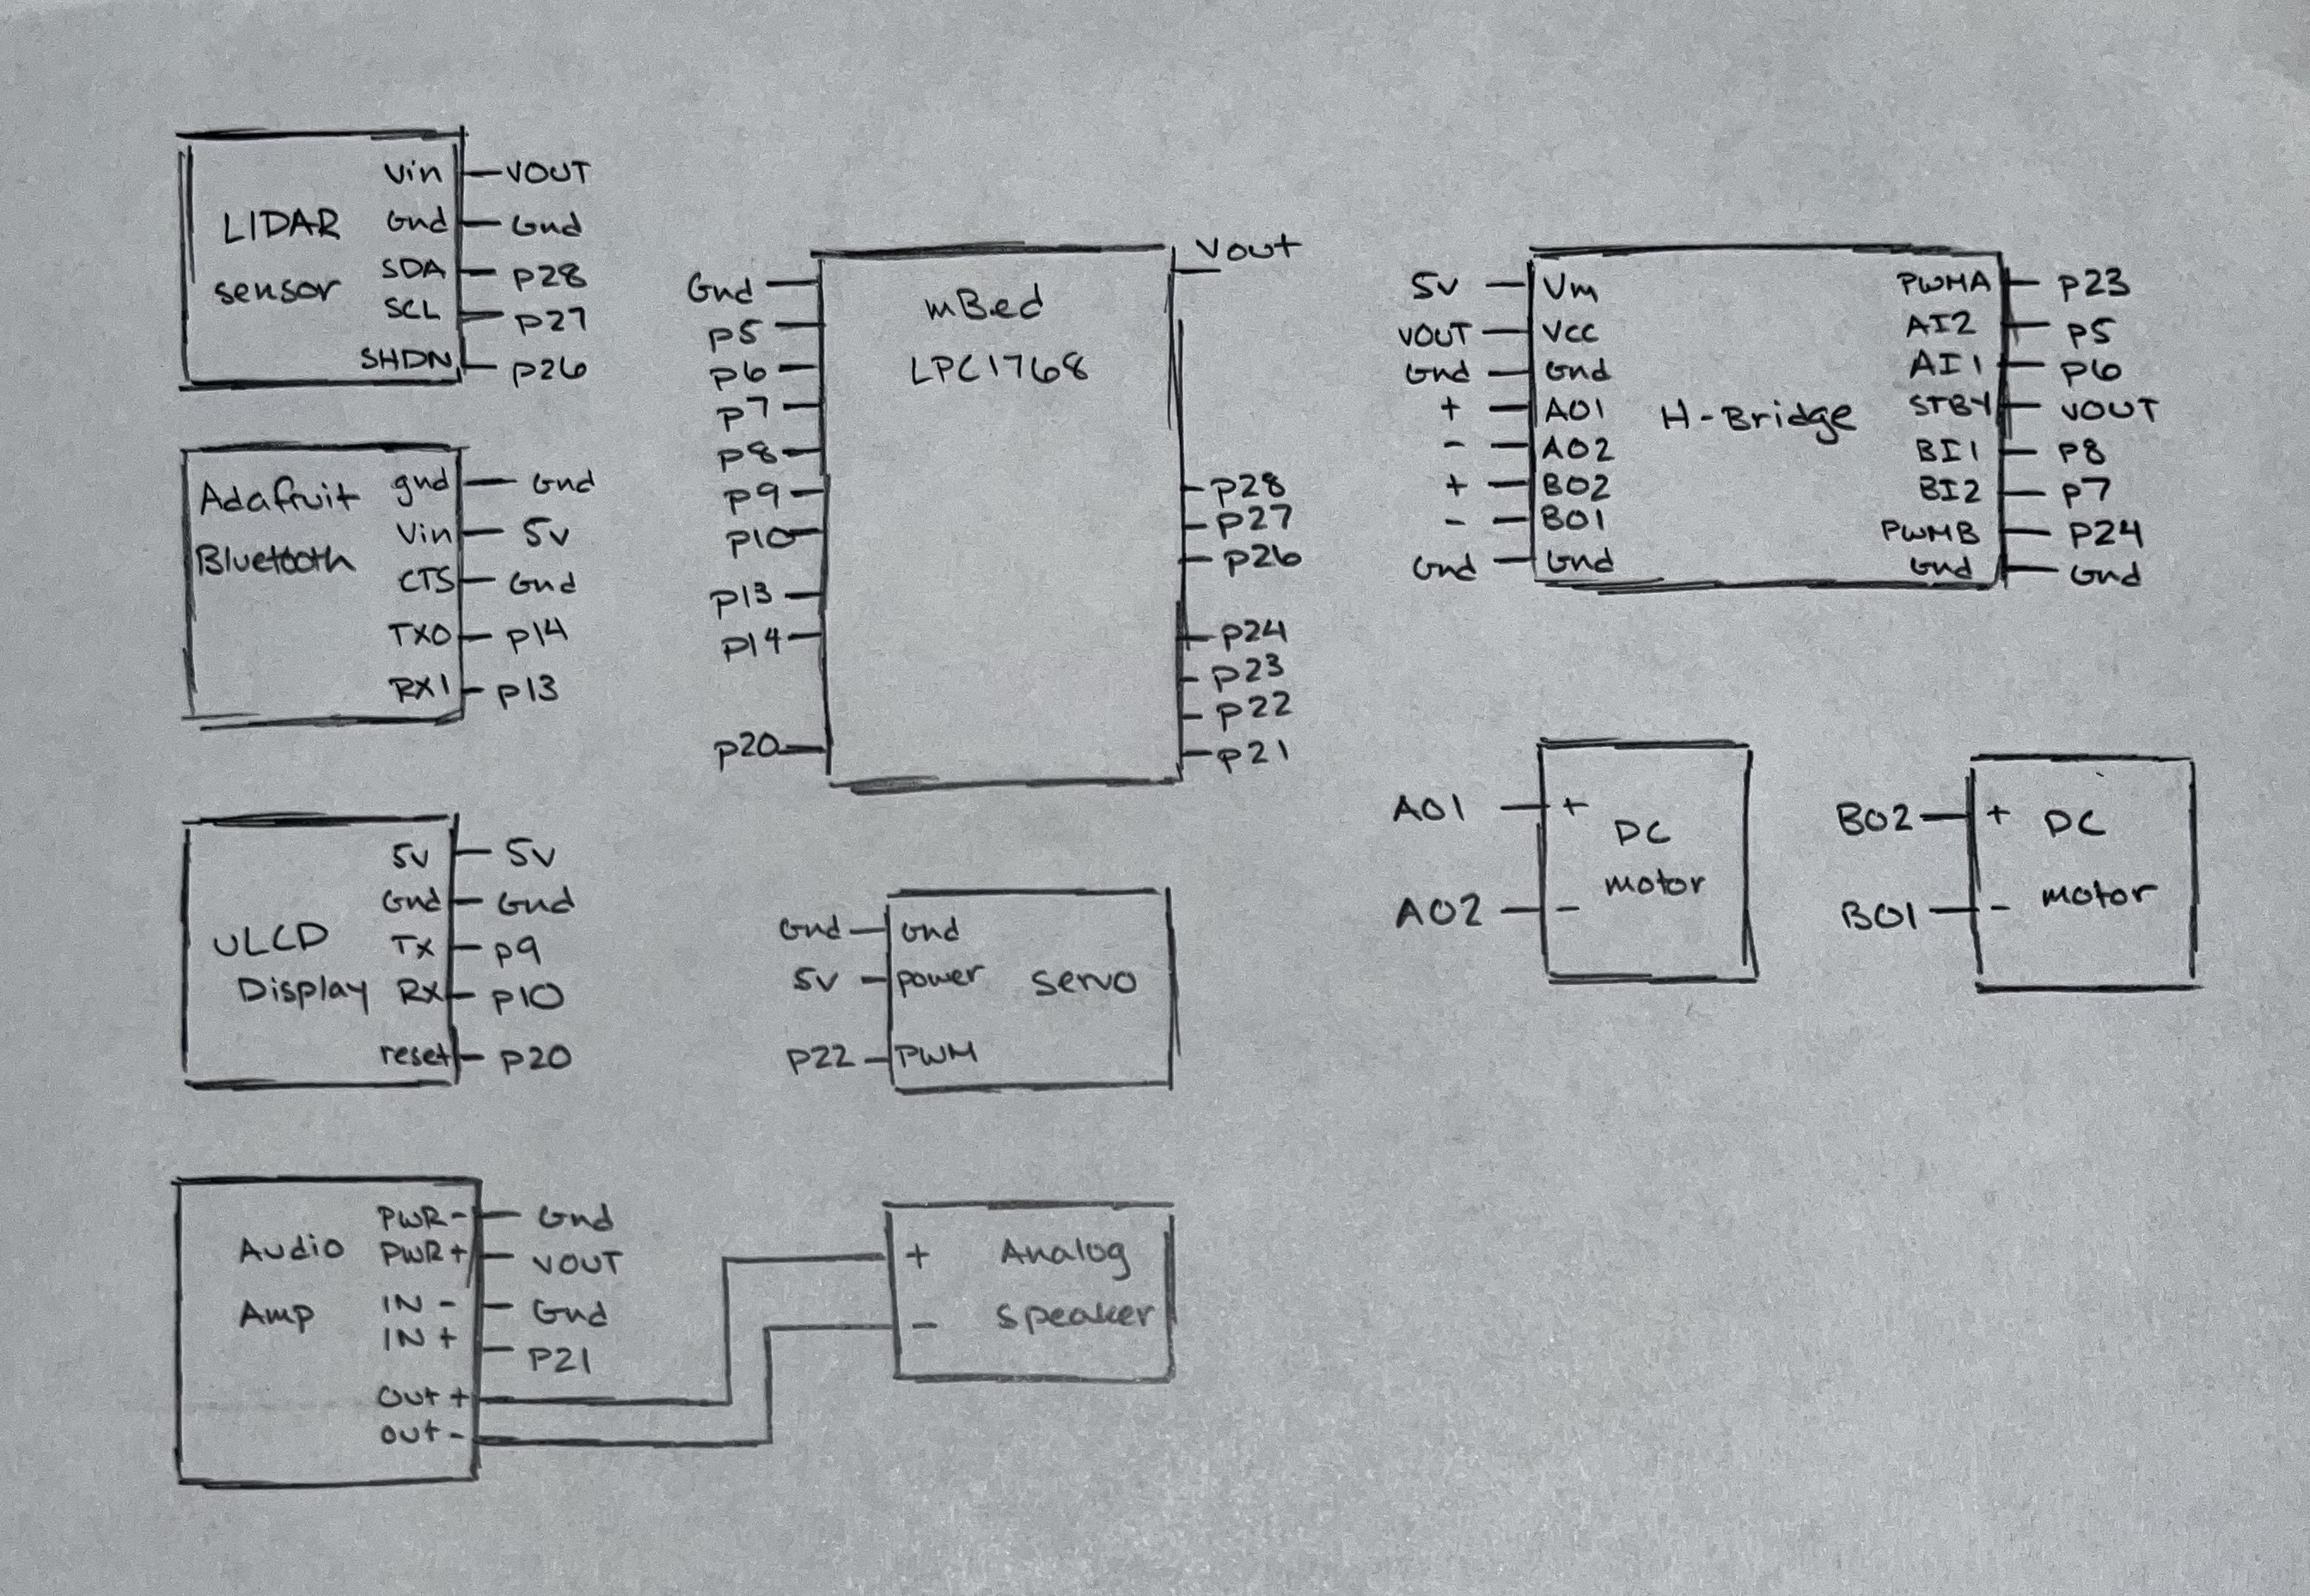 Vin VOUT
LIDAR Gnd Gnd
sensor SDA p28
SCL p27
SHDN p26
Adafruit gnd Gnd
Bluetooth Vin 5v
CTS Gnd
TX0 p14
RX1 p13
5v 5v
Gnd Gnd
uLCD Tx p9
Display Rx p10
reset p20
PWR- Gnd
Audio PWR+ VOUT
Amp IN - Gnd
IN + P21
Out +
out -
mBed
LPC1768
Gnd
p5
p6
p7
p8
p9
p10
p13
p14
p20
Vout
p28
p27
p26
p24
p23
p22
p21
Gnd Gnd
5v power servo
p22 PWM
+ Analog
- Speaker
H-Bridge
5v Vm
VOUT Vcc
Gnd Gnd
+ AO1
- AO2
+ BO2
- BO1
Gnd Gnd
PWMA p23
AI2 p5
AI1 p6
STBY VOUT
BI1 p8
BI2 p7
PWMB p24
Gnd Gnd
AO1 + DC
motor
AO2 -
BO2 + DC
motor
BO1 -